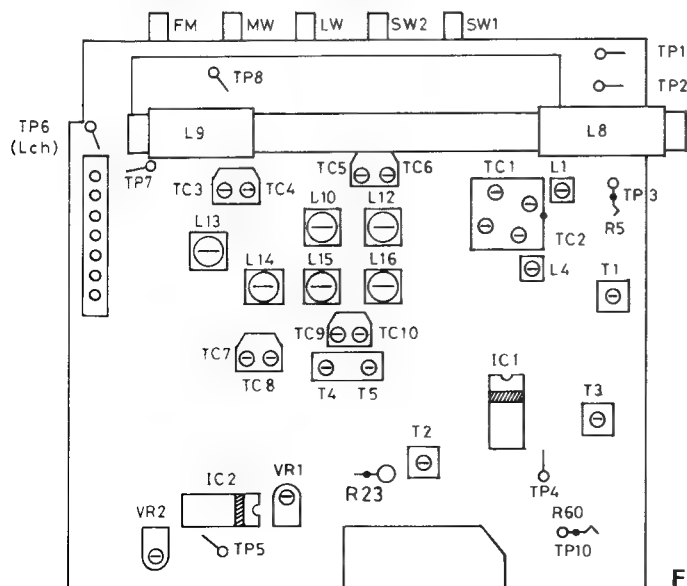 FM MW LW SW2 SW1
TP1
TP8
TP2
TP6
(Lch)
L9 L8
TP7
TC5 TC6
TC3 TC4
TC1 L1
TP13
L10 L12
L13
TC2
R5
L14 L15 L16
L4
T1
TC9 TC10
TC7
TC8
T4 T5
IC1
T3
T2
IC2 VR1
R23
TP4
VR2
R60
TP5
TP10
F